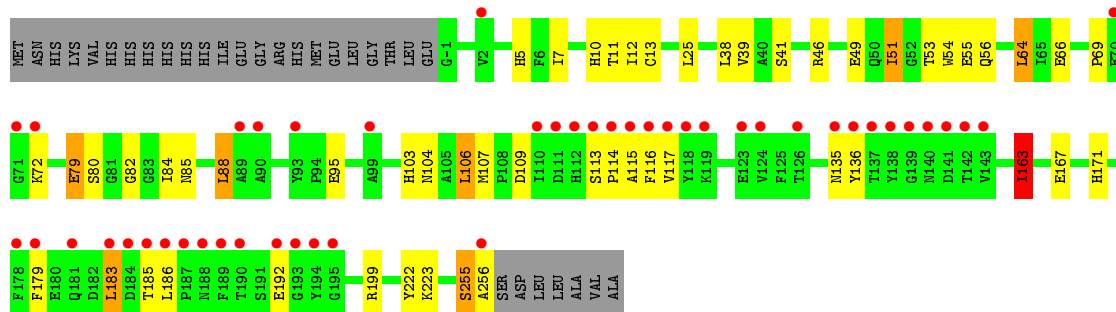 MET ASN HIS LYS VAL HIS HIS HIS HIS HIS HIS ILE GLU GLY ARG HIS MET GLU LEU GLY THR LEU GLU G-1 V2 H5 F6 I7 H10 T11 I12 C13 L25 L38 V39 A40 S41 R46 E49 Q50 I51 G52 T53 W54 E55 Q56 L64 I65 E66 P69
G71 K72 E79 S80 G81 G82 G83 I84 N85 L88 A89 A90 Y93 P94 E95 A99 H103 N104 A105 L106 M107 P108 D109 I110 D111 H112 S113 P114 A115 F116 V117 Y118 K119 E123 V124 F125 T126 N135 Y136 T137 Y138 G139 N140 D141 T142 V143 I163 E167 H171
F178 F179 E180 Q181 D182 L183 D184 T185 L186 P187 N188 F189 T190 S191 E192 G193 Y194 G195 R199 Y222 K223 S255 A256 SER ASP LEU LEU ALA VAL ALA